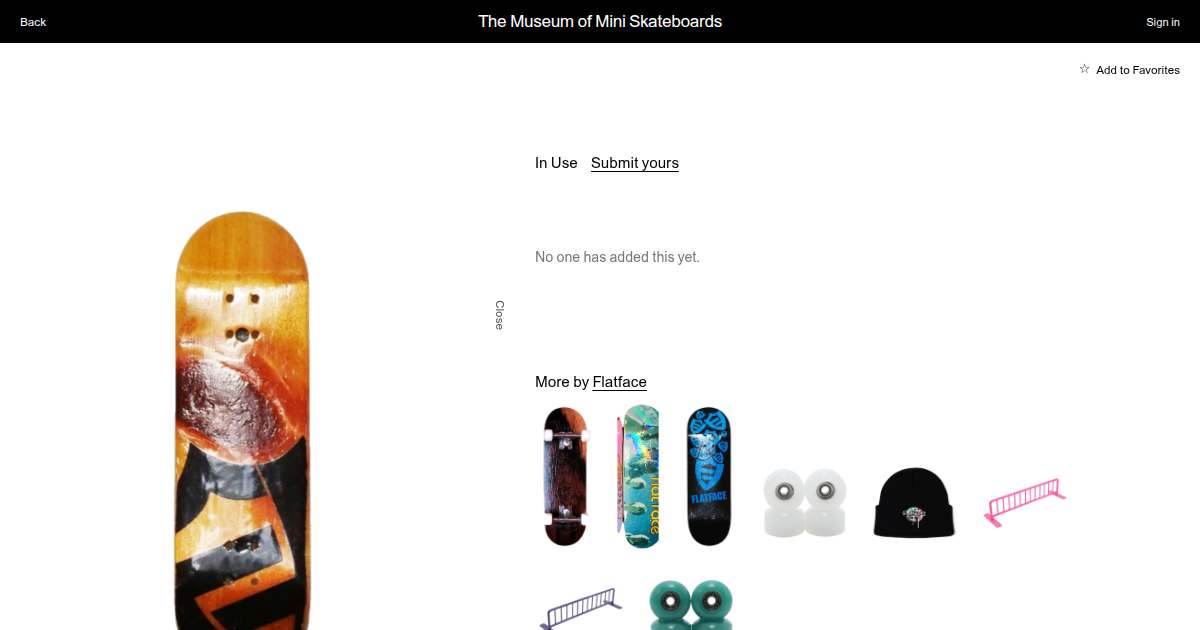 Back
The Museum of Mini Skateboards
Sign in
☆ Add to Favorites
In Use Submit yours
No one has added this yet.
Close
More by Flatface
flatface
FLATFACE